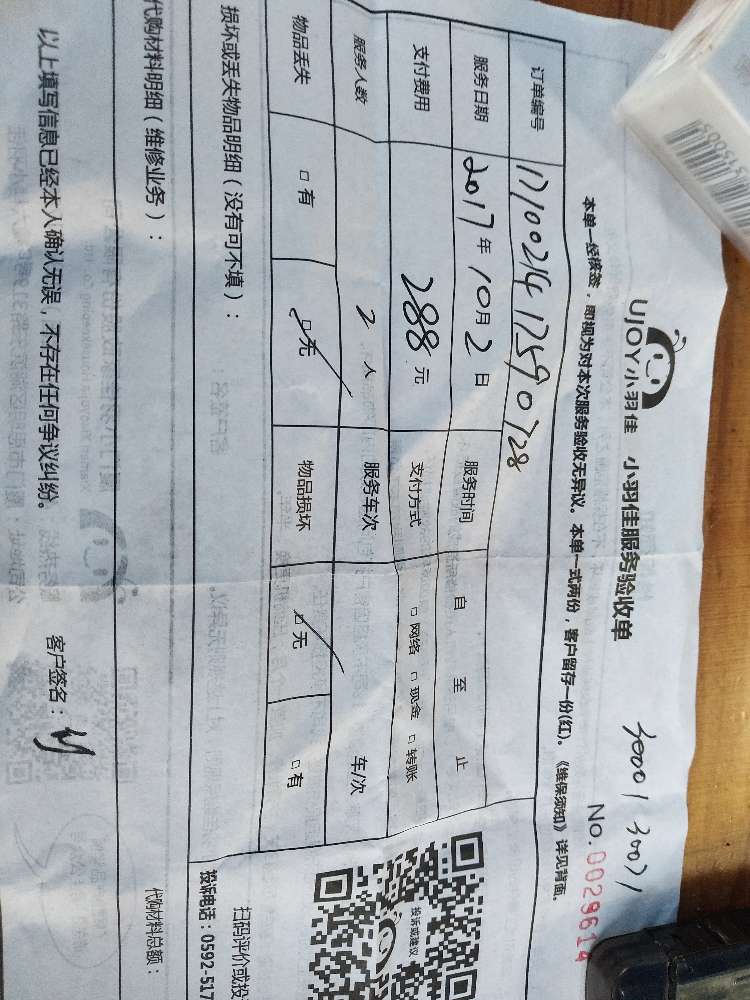 30001 30021
UJOY小羽佳 小羽佳服务验收单
No.0029614
本单一经核签，即视为对本次服务验收无异议。本单一式两份，客户留存一份(红)。《维保须知》详见背面。
订单编号 1710021417590728
服务日期 2017年10月2日 服务时间 自 至 止
支付费用 288元 支付方式 □网络 □现金 □转账
服务人数 2人 服务车次 车/次
物品丢失 □有 □无 物品损坏 □无 □有
损坏或丢失物品明细（没有可不填）：
投诉或建议
扫码评价或投
投诉电话：0592-517
代购材料明细（维修业务）：
代购材料总额：
以上填写信息已经本人确认无误，不存在任何争议纠纷。
客户签名：